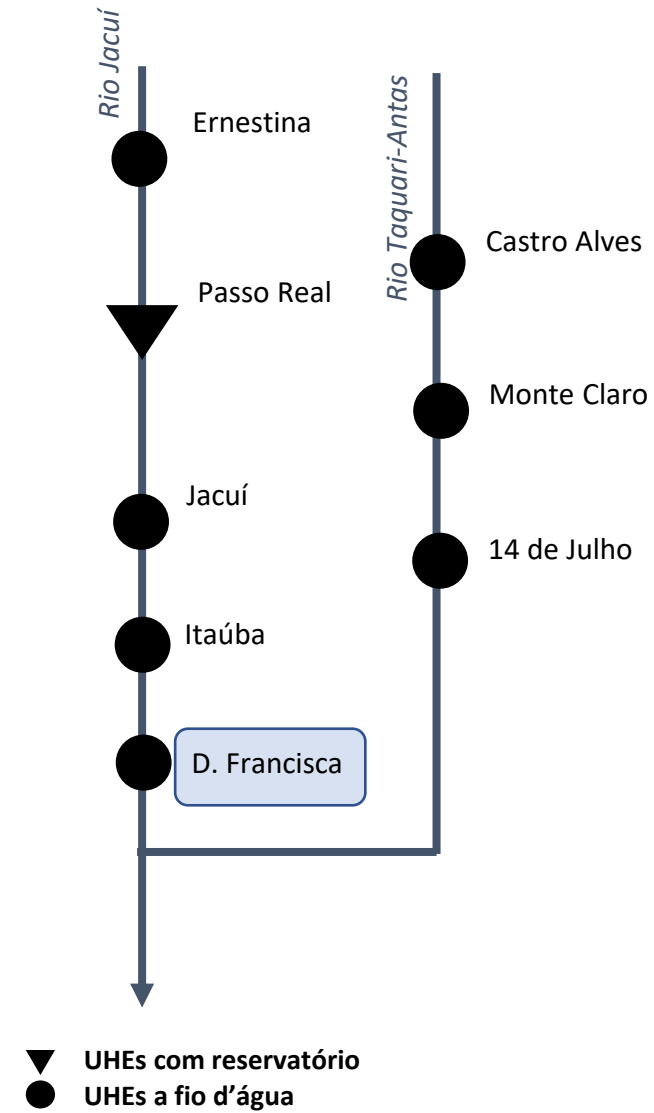 Rio Jacuí
Ernestina
Rio Taquari-Antas
Castro Alves
Passo Real
Monte Claro
Jacuí
14 de Julho
Itaúba
D. Francisca
UHEs com reservatório
UHEs a fio d’água